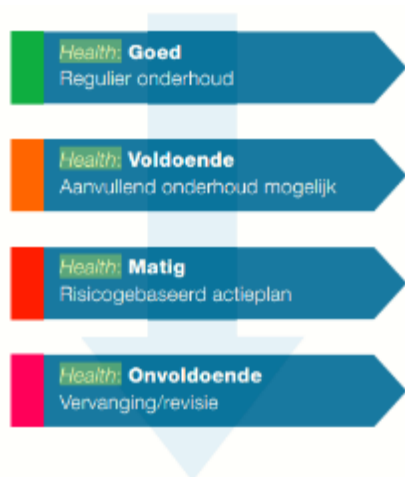 Health: Goed
Regulier onderhoud
Health: Voldoende
Aanvullend onderhoud mogelijk
Health: Matig
Risicogebaseerd actieplan
Health: Onvoldoende
Vervanging/revisie